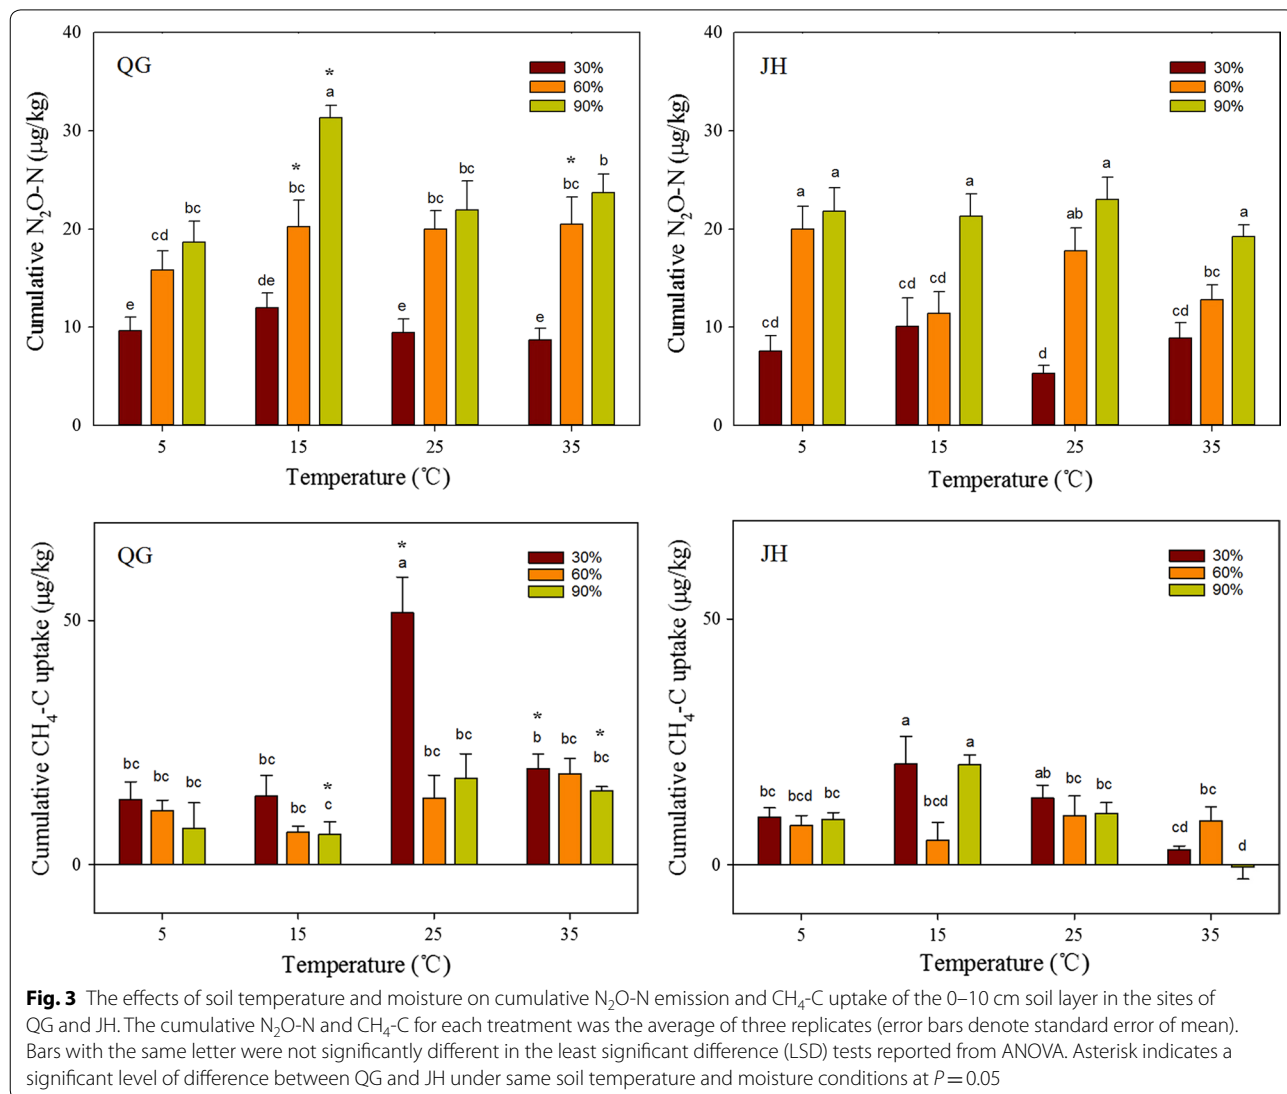 QG
30%
60%
90%
Cumulative N₂O-N (μg/kg)
40
30
20
10
0
e
cd
bc
de
*
bc
*
a
e
bc
bc
e
*
bc
b
5
15
25
35
Temperature (℃)
JH
30%
60%
90%
Cumulative N₂O-N (μg/kg)
40
30
20
10
0
cd
a
a
cd
cd
a
d
ab
a
cd
bc
a
5
15
25
35
Temperature (℃)
QG
30%
60%
90%
Cumulative CH₄-C uptake (μg/kg)
50
0
bc
bc
bc
bc
bc
*
c
*
a
bc
bc
*
b
bc
*
bc
5
15
25
35
Temperature (℃)
JH
30%
60%
90%
Cumulative CH₄-C uptake (μg/kg)
50
0
bc
bcd
bc
a
bcd
a
ab
bc
bc
cd
bc
d
5
15
25
35
Temperature (℃)
Fig. 3 The effects of soil temperature and moisture on cumulative N₂O-N emission and CH₄-C uptake of the 0–10 cm soil layer in the sites of
QG and JH. The cumulative N₂O-N and CH₄-C for each treatment was the average of three replicates (error bars denote standard error of mean).
Bars with the same letter were not significantly different in the least significant difference (LSD) tests reported from ANOVA. Asterisk indicates a
significant level of difference between QG and JH under same soil temperature and moisture conditions at P = 0.05